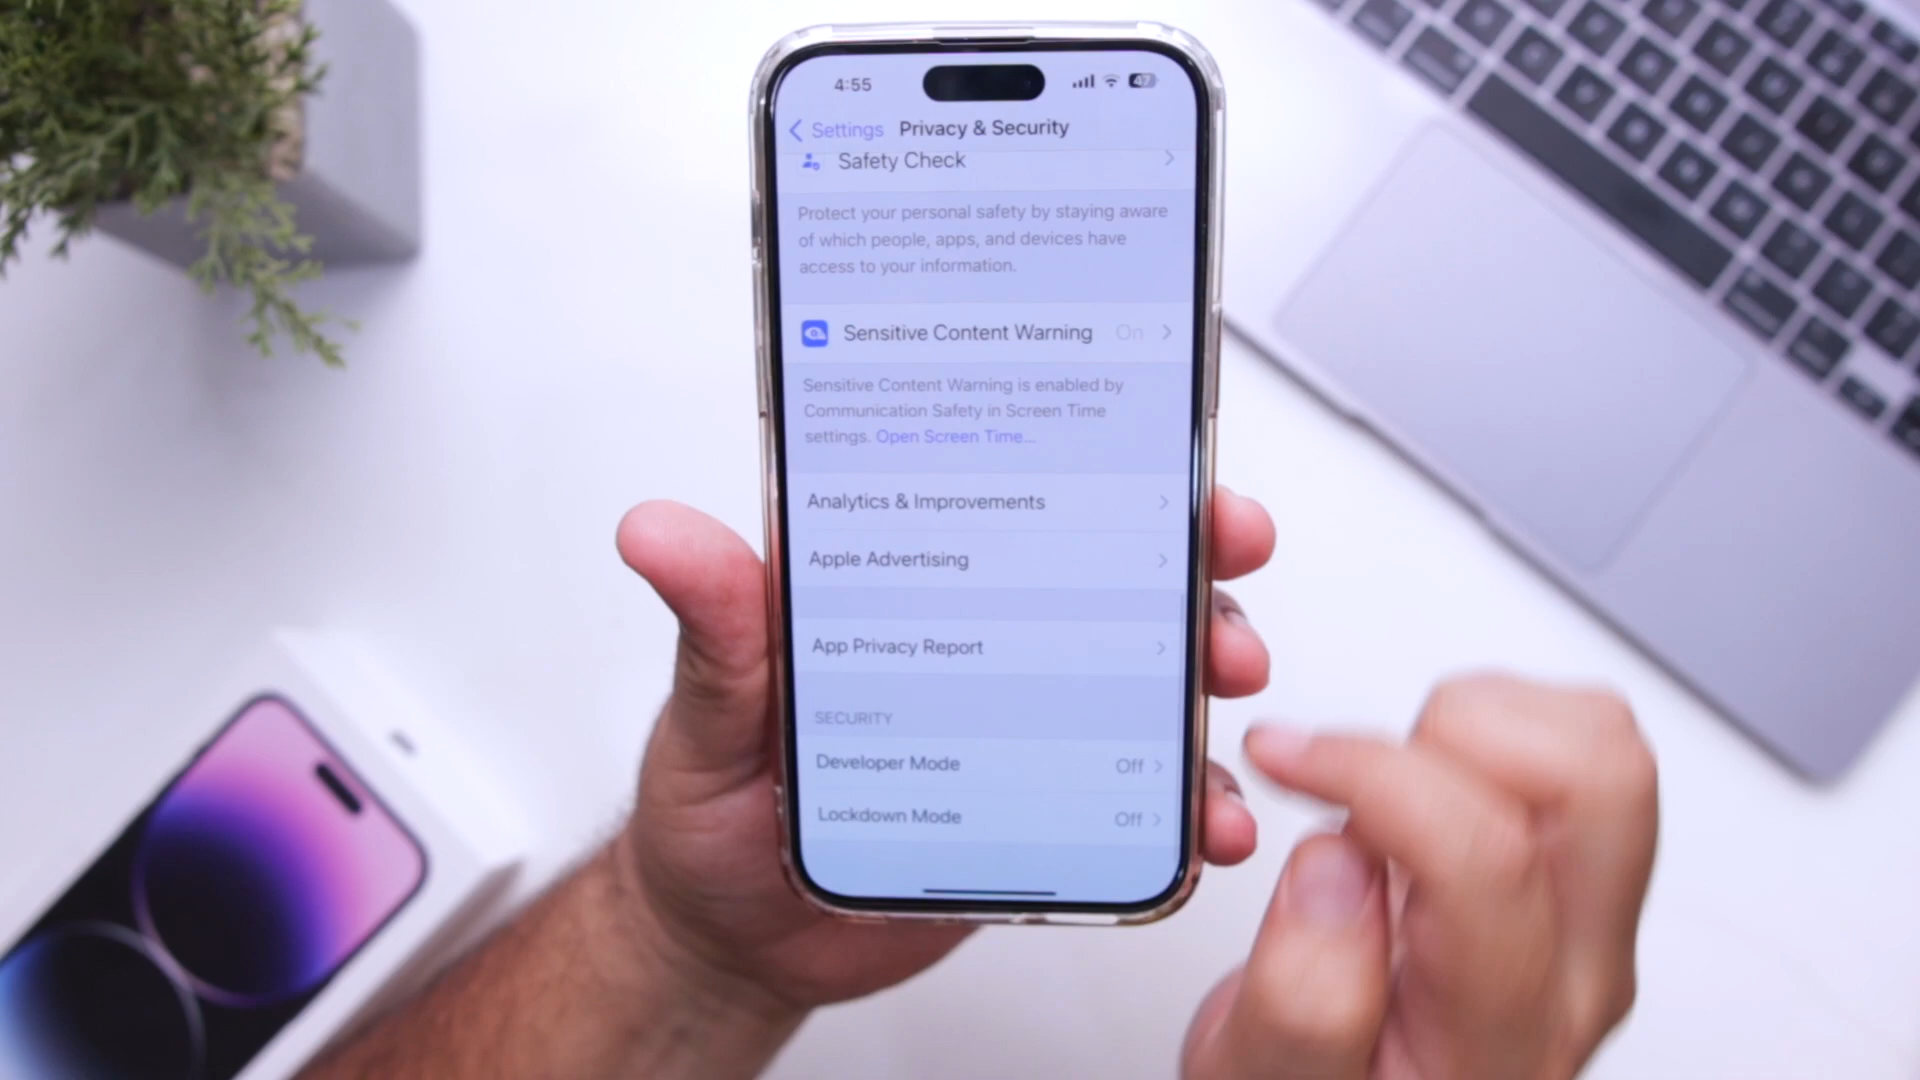 4:55
47
Settings Privacy & Security
Safety Check
Protect your personal safety by staying aware
of which people, apps, and devices have
access to your information.
Sensitive Content Warning On
Sensitive Content Warning is enabled by
Communication Safety in Screen Time
settings. Open Screen Time...
Analytics & Improvements
Apple Advertising
App Privacy Report
SECURITY
Developer Mode Off
Lockdown Mode Off